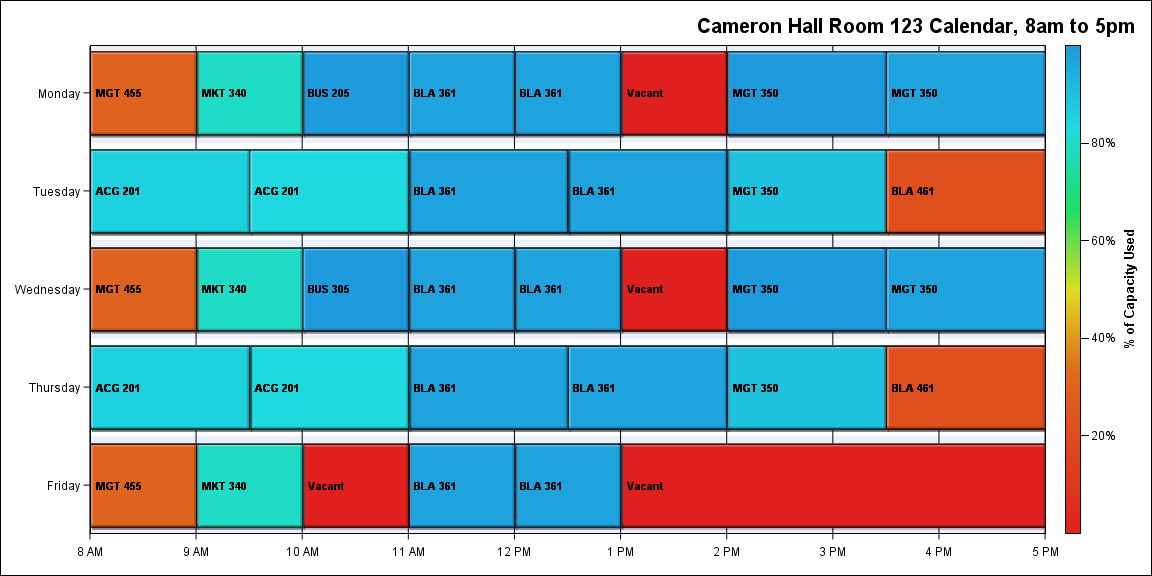 Cameron Hall Room 123 Calendar, 8am to 5pm
Monday
MGT 455
MKT 340
BUS 205
BLA 361
BLA 361
Vacant
MGT 350
MGT 350
Tuesday
ACG 201
ACG 201
BLA 361
BLA 361
MGT 350
BLA 461
Wednesday
MGT 455
MKT 340
BUS 305
BLA 361
BLA 361
Vacant
MGT 350
MGT 350
Thursday
ACG 201
ACG 201
BLA 361
BLA 361
MGT 350
BLA 461
Friday
MGT 455
MKT 340
Vacant
BLA 361
BLA 361
Vacant
8 AM
9 AM
10 AM
11 AM
12 PM
1 PM
2 PM
3 PM
4 PM
5 PM
80%
60%
40%
20%
% of Capacity Used